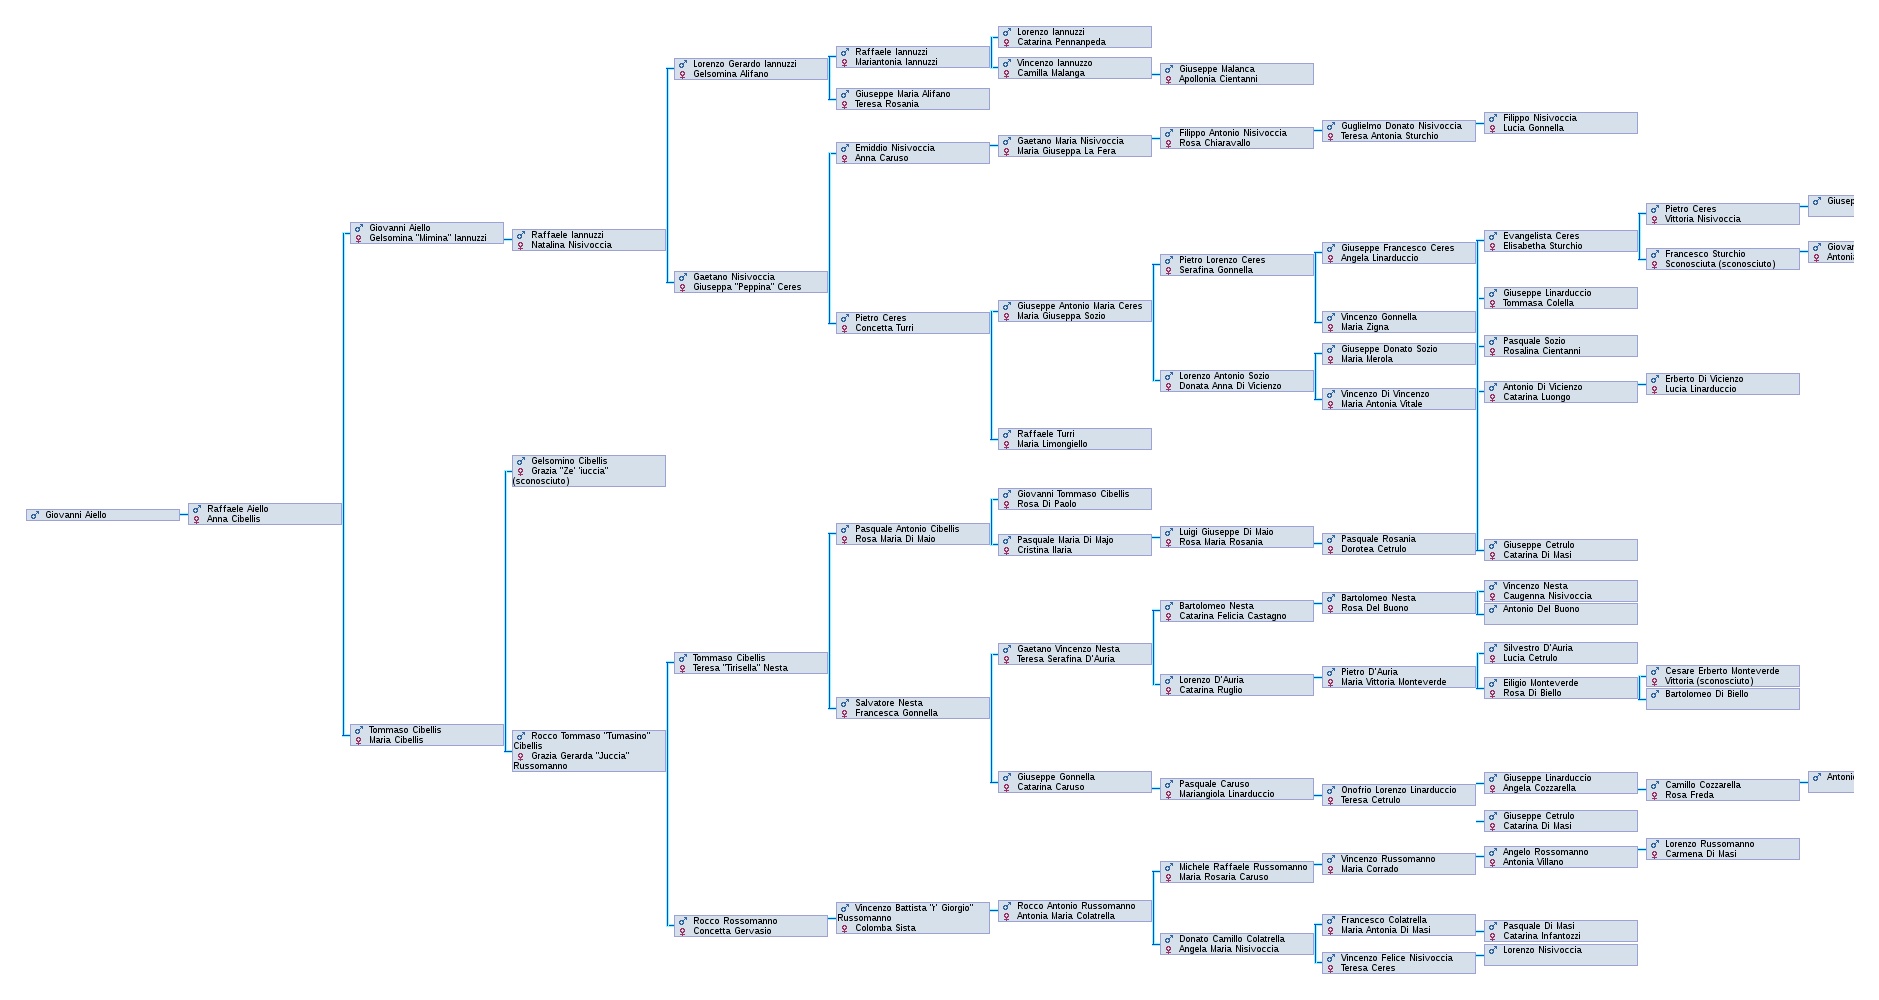 Giovanni Aiello
Raffaele Aiello
Anna Cibellis
Giovanni Aiello
Gelsomina "Mimina" Iannuzzi
Tommaso Cibellis
Maria Cibellis
Raffaele Iannuzzi
Natalina Nisivoccia
Gelsomino Cibellis
Grazia "Ze' 'iuccia"
(sconosciuto)
Rocco Tommaso "Tumasino"
Cibellis
Grazia Gerarda "Juccia"
Russomanno
Lorenzo Gerardo Iannuzzi
Gelsomina Alifano
Gaetano Nisivoccia
Giuseppa "Peppina" Ceres
Tommaso Cibellis
Teresa "Tirisella" Nesta
Rocco Rossomanno
Concetta Gervasio
Raffaele Iannuzzi
Mariantonia Iannuzzi
Giuseppe Maria Alifano
Teresa Rosania
Emiddio Nisivoccia
Anna Caruso
Pietro Ceres
Concetta Turri
Pasquale Antonio Cibellis
Rosa Maria Di Maio
Salvatore Nesta
Francesca Gonnella
Vincenzo Battista "r' Giorgio"
Russomanno
Colomba Sista
Lorenzo Iannuzzi
Catarina Pennanpeda
Vincenzo Iannuzzo
Camilla Malanga
Gaetano Maria Nisivoccia
Maria Giuseppa La Fera
Giuseppe Antonio Maria Ceres
Maria Giuseppa Sozio
Raffaele Turri
Maria Limongiello
Giovanni Tommaso Cibellis
Rosa Di Paolo
Pasquale Maria Di Majo
Cristina Ilaria
Gaetano Vincenzo Nesta
Teresa Serafina D'Auria
Giuseppe Gonnella
Catarina Caruso
Rocco Antonio Russomanno
Antonia Maria Colatrella
Giuseppe Malanca
Apollonia Cientanni
Filippo Antonio Nisivoccia
Rosa Chiaravallo
Pietro Lorenzo Ceres
Serafina Gonnella
Lorenzo Antonio Sozio
Donata Anna Di Vicienzo
Luigi Giuseppe Di Maio
Rosa Maria Rosania
Bartolomeo Nesta
Catarina Felicia Castagno
Lorenzo D'Auria
Catarina Ruglio
Pasquale Caruso
Mariangiola Linarduccio
Michele Raffaele Russomanno
Maria Rosaria Caruso
Donato Camillo Colatrella
Angela Maria Nisivoccia
Guglielmo Donato Nisivoccia
Teresa Antonia Sturchio
Giuseppe Francesco Ceres
Angela Linarduccio
Vincenzo Gonnella
Maria Zigna
Giuseppe Donato Sozio
Maria Merola
Vincenzo Di Vincenzo
Maria Antonia Vitale
Pasquale Rosania
Dorotea Cetrulo
Bartolomeo Nesta
Rosa Del Buono
Pietro D'Auria
Maria Vittoria Monteverde
Onofrio Lorenzo Linarduccio
Teresa Cetrulo
Vincenzo Russomanno
Maria Corrado
Francesco Colatrella
Maria Antonia Di Masi
Vincenzo Felice Nisivoccia
Teresa Ceres
Filippo Nisivoccia
Lucia Gonnella
Evangelista Ceres
Elisabetha Sturchio
Giuseppe Linarduccio
Tommasa Colella
Pasquale Sozio
Rosalina Cientanni
Antonio Di Vicienzo
Catarina Luongo
Giuseppe Cetrulo
Catarina Di Masi
Vincenzo Nesta
Caugenna Nisivoccia
Antonio Del Buono
Silvestro D'Auria
Lucia Cetrulo
Eiligio Monteverde
Rosa Di Biello
Giuseppe Linarduccio
Angela Cozzarella
Giuseppe Cetrulo
Catarina Di Masi
Angelo Rossomanno
Antonia Villano
Pasquale Di Masi
Catarina Infantozzi
Lorenzo Nisivoccia
Pietro Ceres
Vittoria Nisivoccia
Francesco Sturchio
Sconosciuta (sconosciuto)
Erberto Di Vicienzo
Lucia Linarduccio
Cesare Erberto Monteverde
Vittoria (sconosciuto)
Bartolomeo Di Biello
Camillo Cozzarella
Rosa Freda
Lorenzo Russomanno
Carmena Di Masi